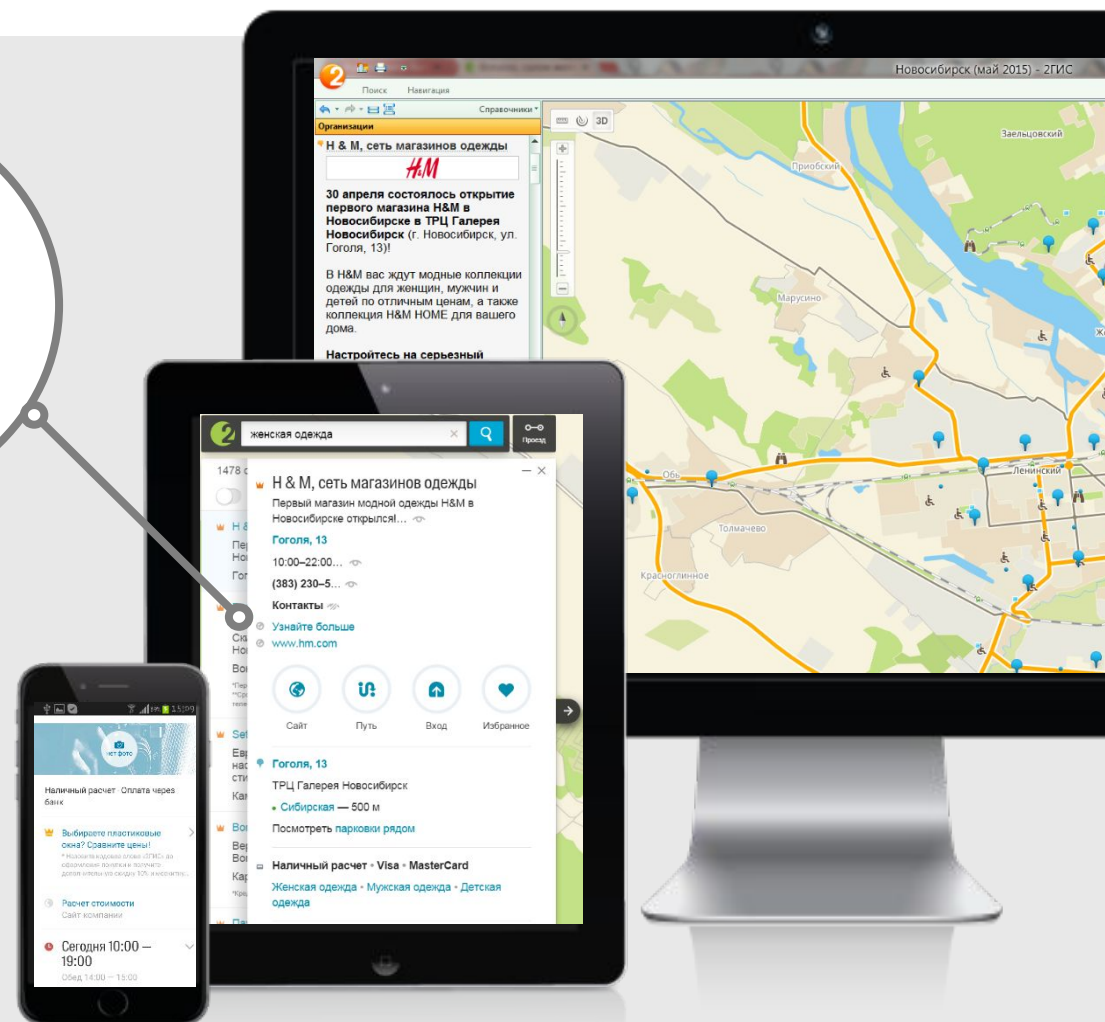 Новосибирск (май 2015) - 2ГИС
Поиск Навигация
Справочники
Организации
Н & М, сеть магазинов одежды
H&M
30 апреля состоялось открытие
первого магазина H&M в
Новосибирске в ТРЦ Галерея
Новосибирск (г. Новосибирск, ул.
Гоголя, 13)!
В H&M вас ждут модные коллекции
одежды для женщин, мужчин и
детей по отличным ценам, а также
коллекция H&M HOME для вашего
дома.
Настройтесь на серьезный
3D
Заельцовский
Приобский
Марусино
Ленинский
Обь
Толмачево
Красноглинное
женская одежда
Проезд
1478
Н & М, сеть магазинов одежды
Первый магазин модной одежды H&M в
Новосибирске открылся!...
Гоголя, 13
10:00–22:00...
(383) 230–5...
Контакты
Узнайте больше
www.hm.com
Сайт Путь Вход Избранное
Гоголя, 13
ТРЦ Галерея Новосибирск
• Сибирская — 500 м
Посмотреть парковки рядом
Наличный расчет • Visa • MasterCard
Женская одежда • Мужская одежда • Детская
одежда
15:09
нет фото
Наличный расчет Оплата через
банк
Выбираете пластиковые
окна? Сравните цены!
Расчет стоимости
Сайт компании
Сегодня 10:00 —
19:00
Обед 14:00 — 15:00